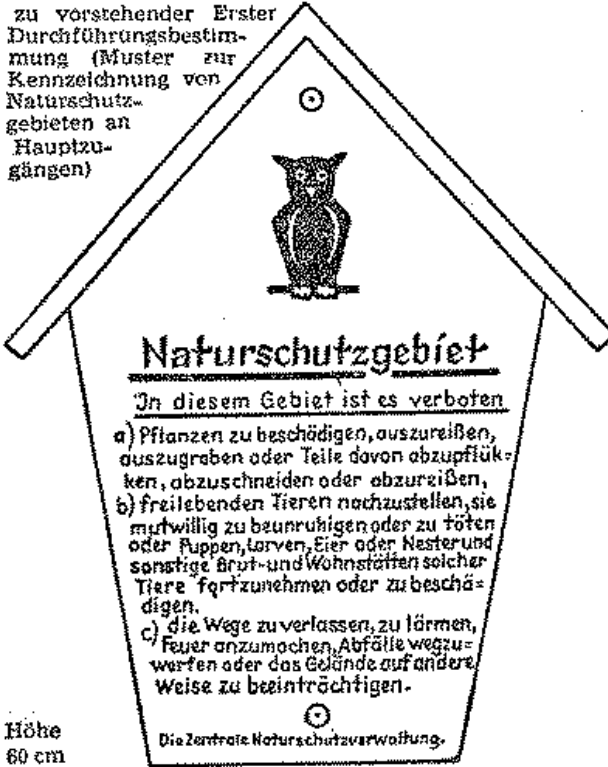 zu vorstehender Erster
Durchführungsbestim-
mung (Muster zur
Kennzeichnung von
Naturschutz-
gebieten an
Hauptzu-
gängen)
Naturschutzgebiet
In diesem Gebiet ist es verboten
a) Pflanzen zu beschädigen, auszureißen,
auszugraben oder Teile davon abzupflük=
ken, abzuschneiden oder abzureißen,
b) freilebenden Tieren nachzustellen, sie
mutwillig zu beunruhigen oder zu töten
oder Puppen, Larven, Eier oder Nester und
sonstige Brut- und Wohnstätten solcher
Tiere fortzunehmen oder zu beschä=
digen.
c) die Wege zu verlassen, zu lärmen,
Feuer anzumachen, Abfälle wegzu=
werfen oder das Gelände auf andere
Weise zu beeinträchtigen.
Die Zentrale Naturschutzverwaltung.
Höhe
60 cm